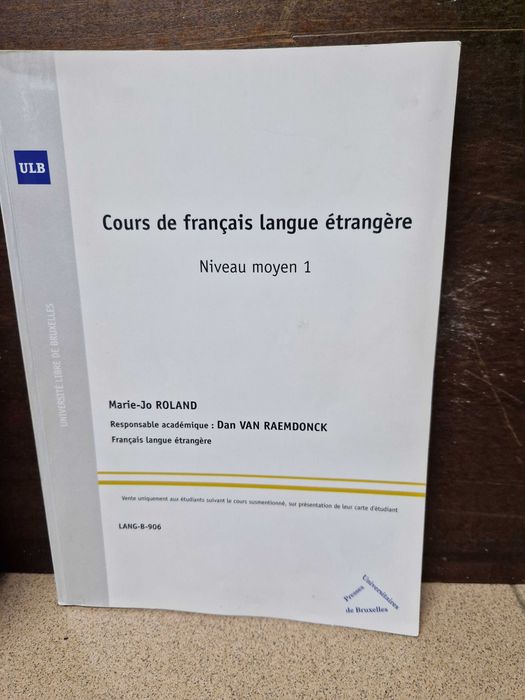 ULB
UNIVERSITÉ LIBRE DE BRUXELLES
Cours de français langue étrangère
Niveau moyen 1
Marie-Jo ROLAND
Responsable académique : Dan VAN RAEMDONCK
Français langue étrangère
Vente uniquement aux étudiants suivant le cours susmentionné, sur présentation de leur carte d'étudiant
LANG-B-906
Presses Universitaires
de Bruxelles